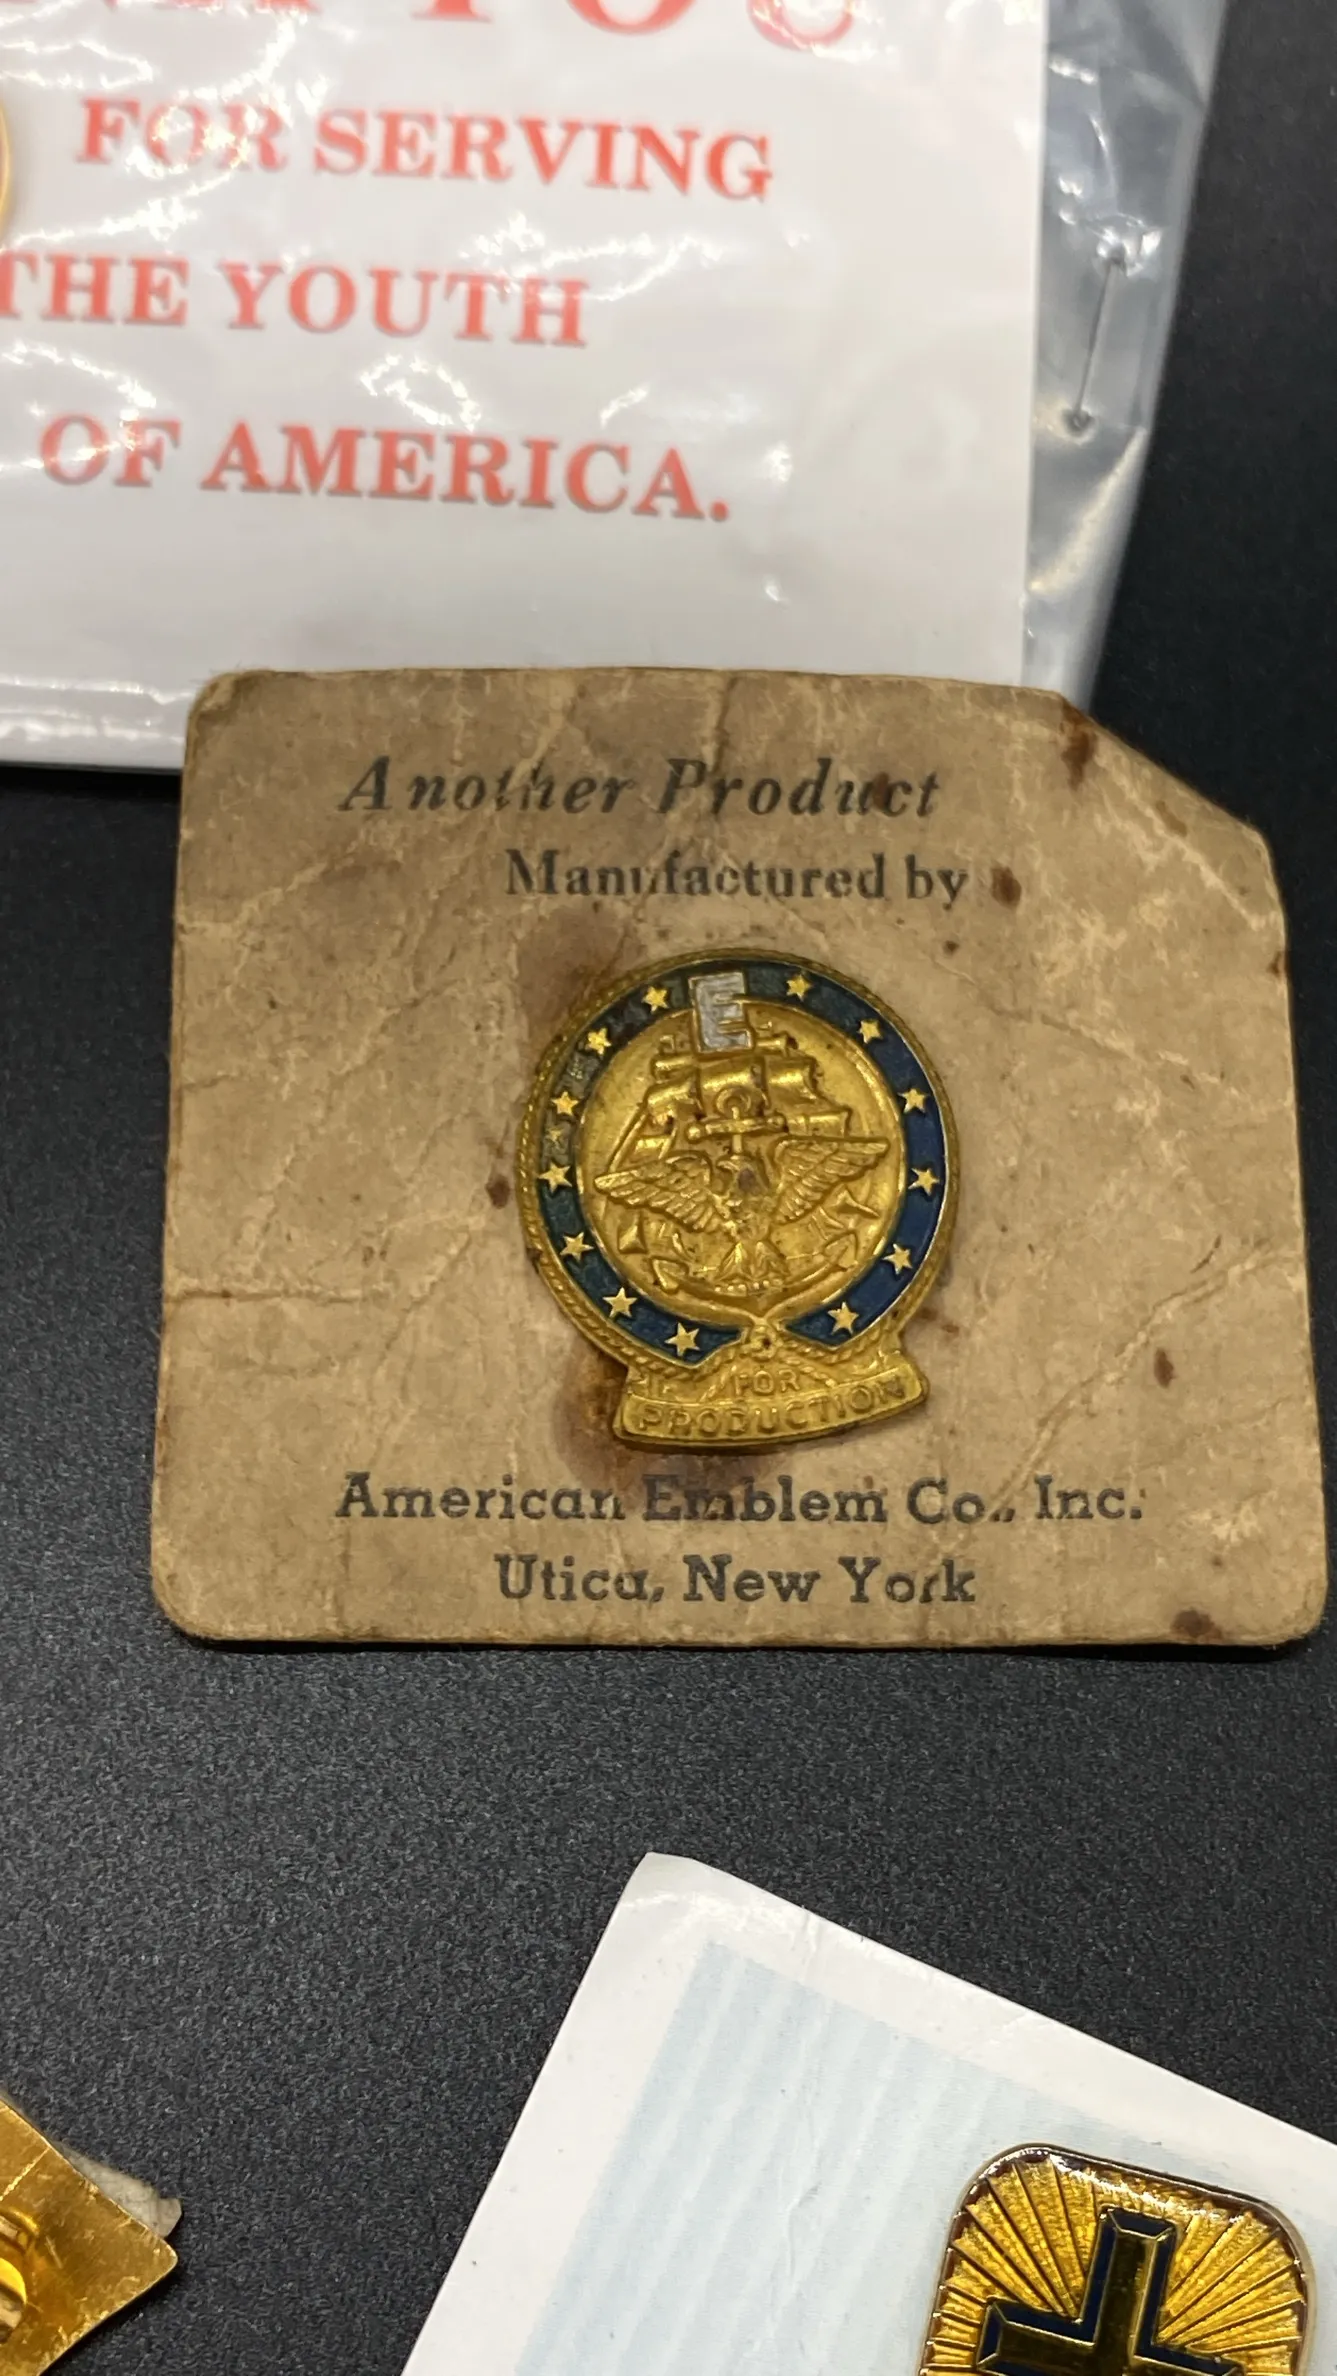 FOR SERVING
THE YOUTH
OF AMERICA.
Another Product
Manufactured by
E
FOR
PRODUCTION
American Emblem Co., Inc.
Utica, New York